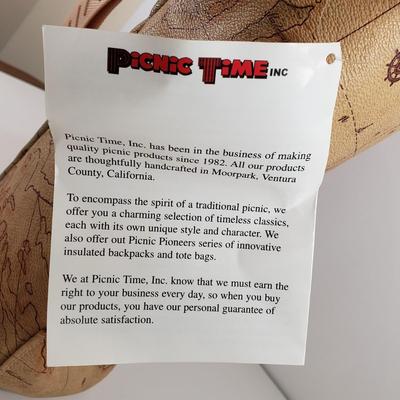 PICNIC TIME INC
Picnic Time, Inc. has been in the business of making
quality picnic products since 1982. All our products
are thoughtfully handcrafted in Moorpark, Ventura
County, California.
To encompass the spirit of a traditional picnic, we
offer you a charming selection of timeless classics,
each with its own unique style and character. We
also offer out Picnic Pioneers series of innovative
insulated backpacks and tote bags.
We at Picnic Time, Inc. know that we must earn the
right to your business every day, so when you buy
our products, you have our personal guarantee of
absolute satisfaction.